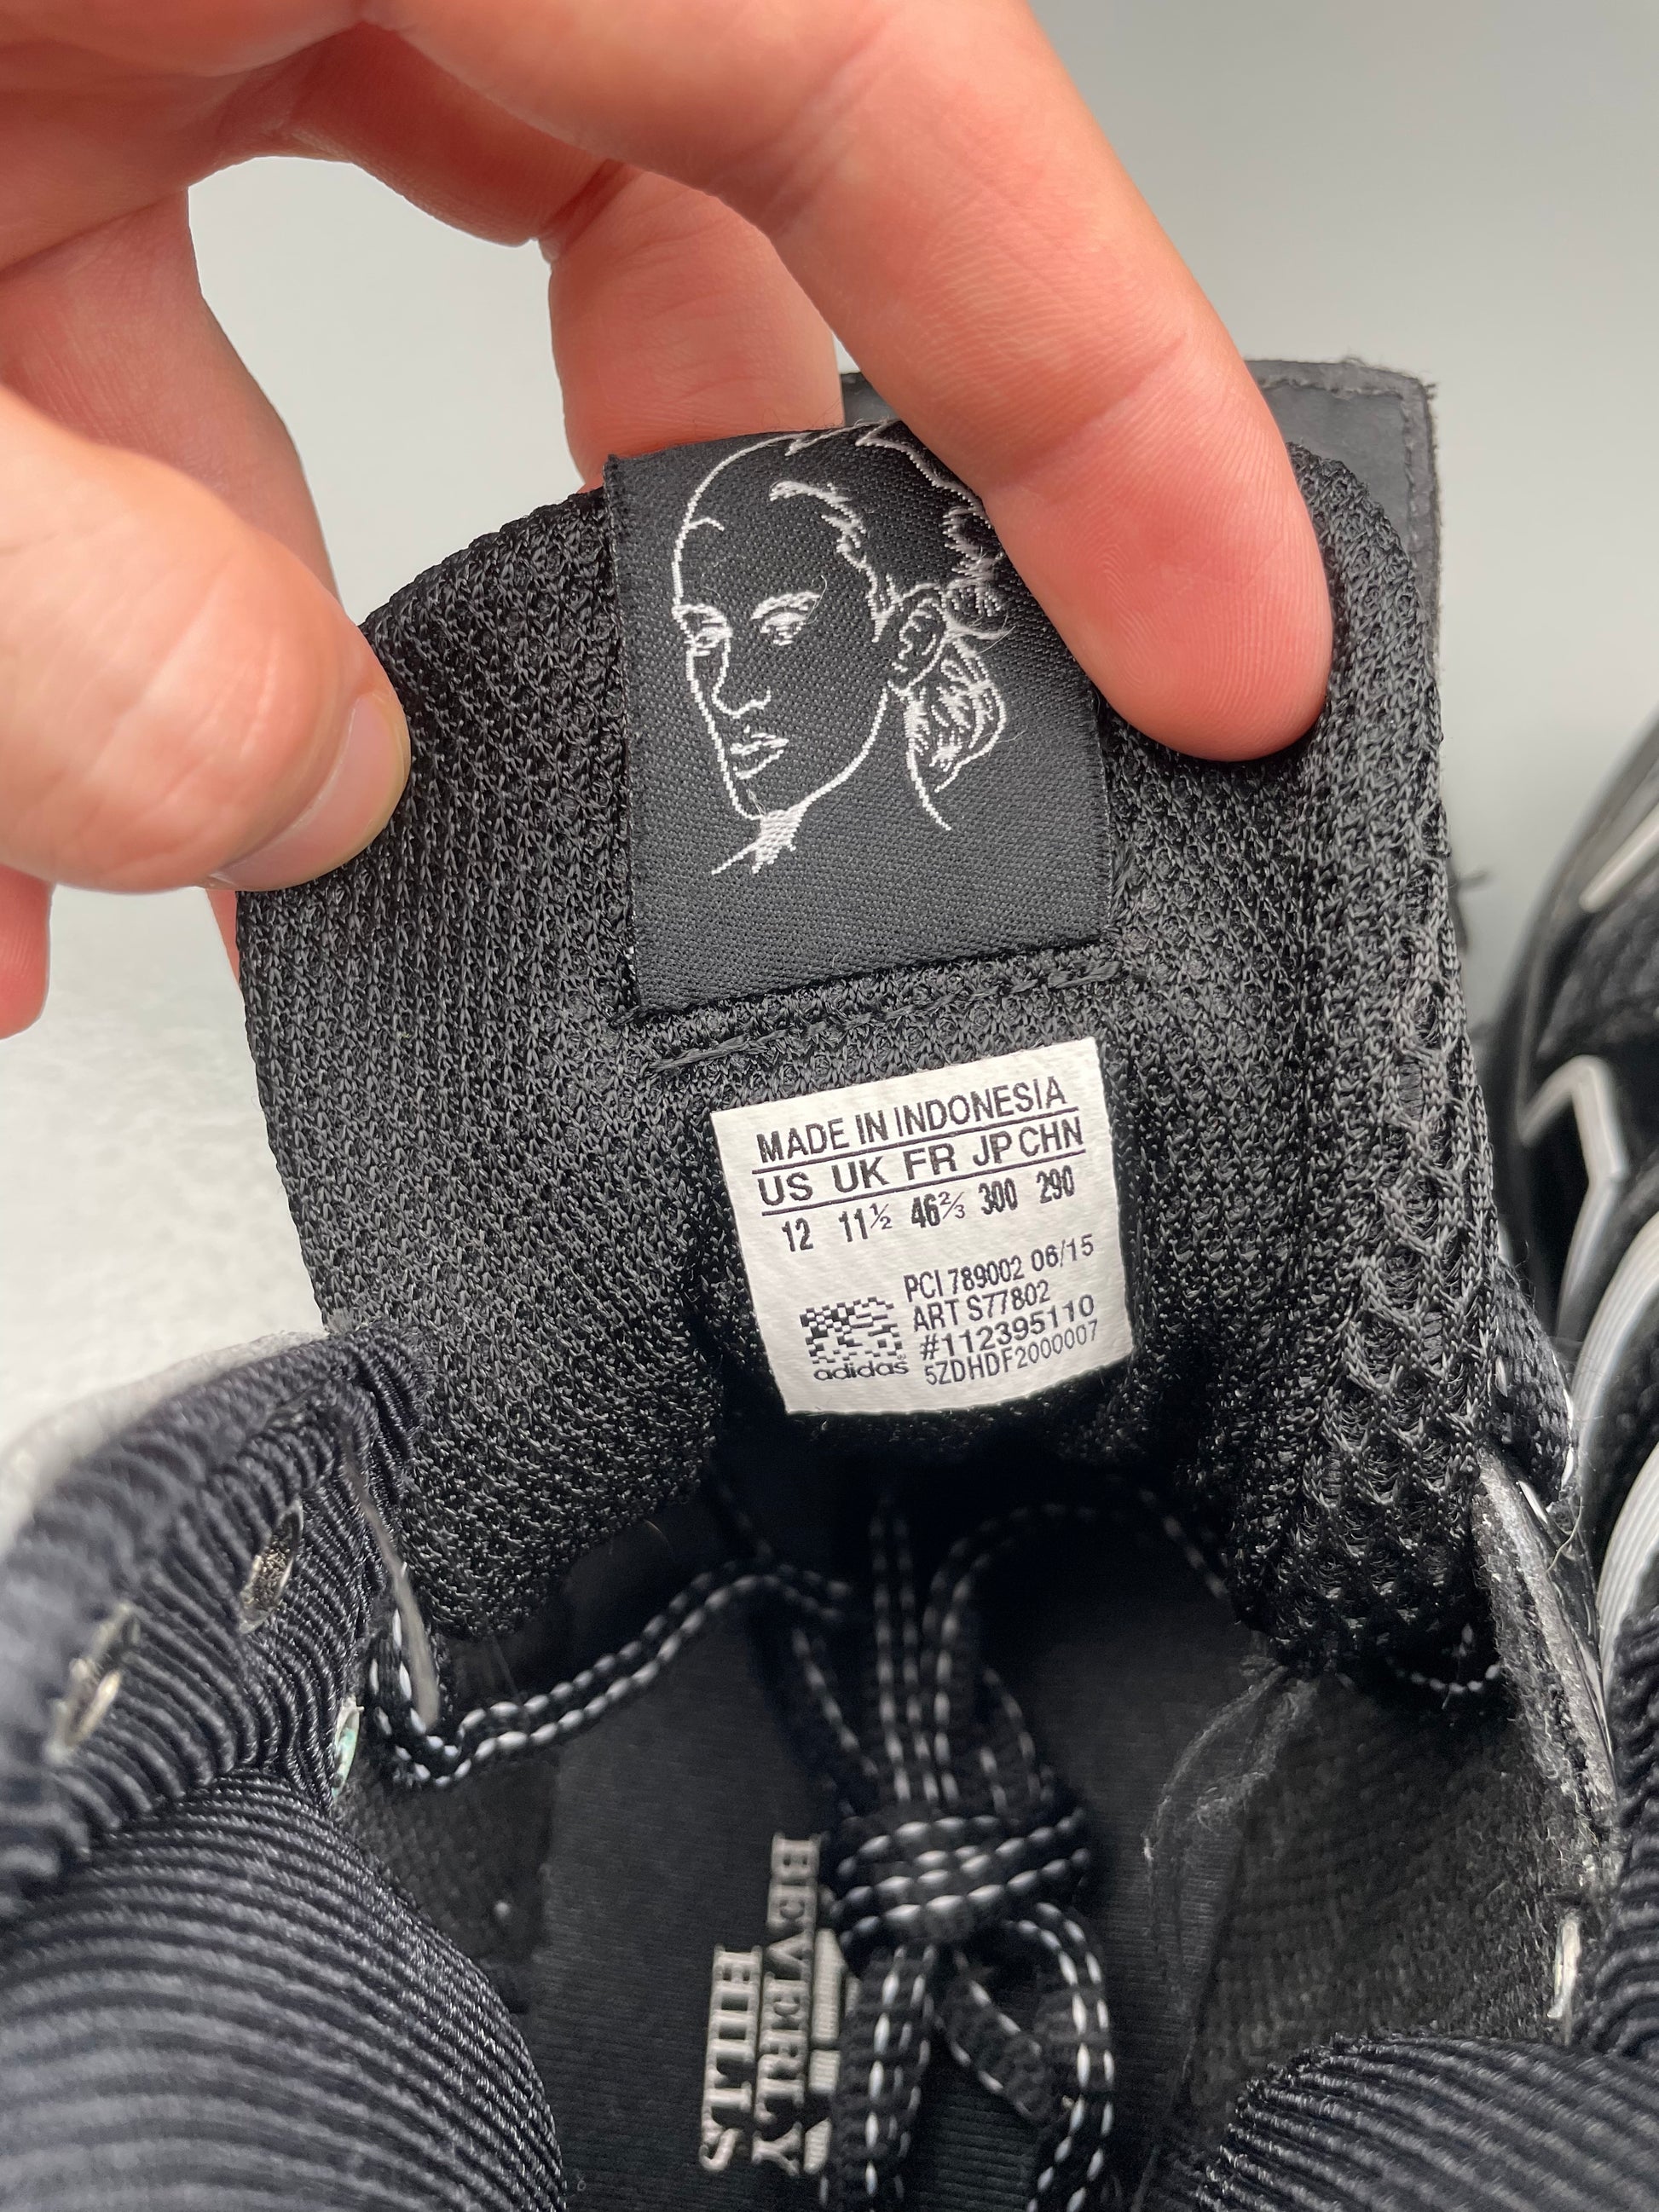 MADE IN INDONESIA
US UK FR JP CHN
12 11½ 46⅔ 300 290
PCI 789002 06/15
ART S77802
#112395110
5ZDHDF2000007
adidas
BEVERLY
HILLS